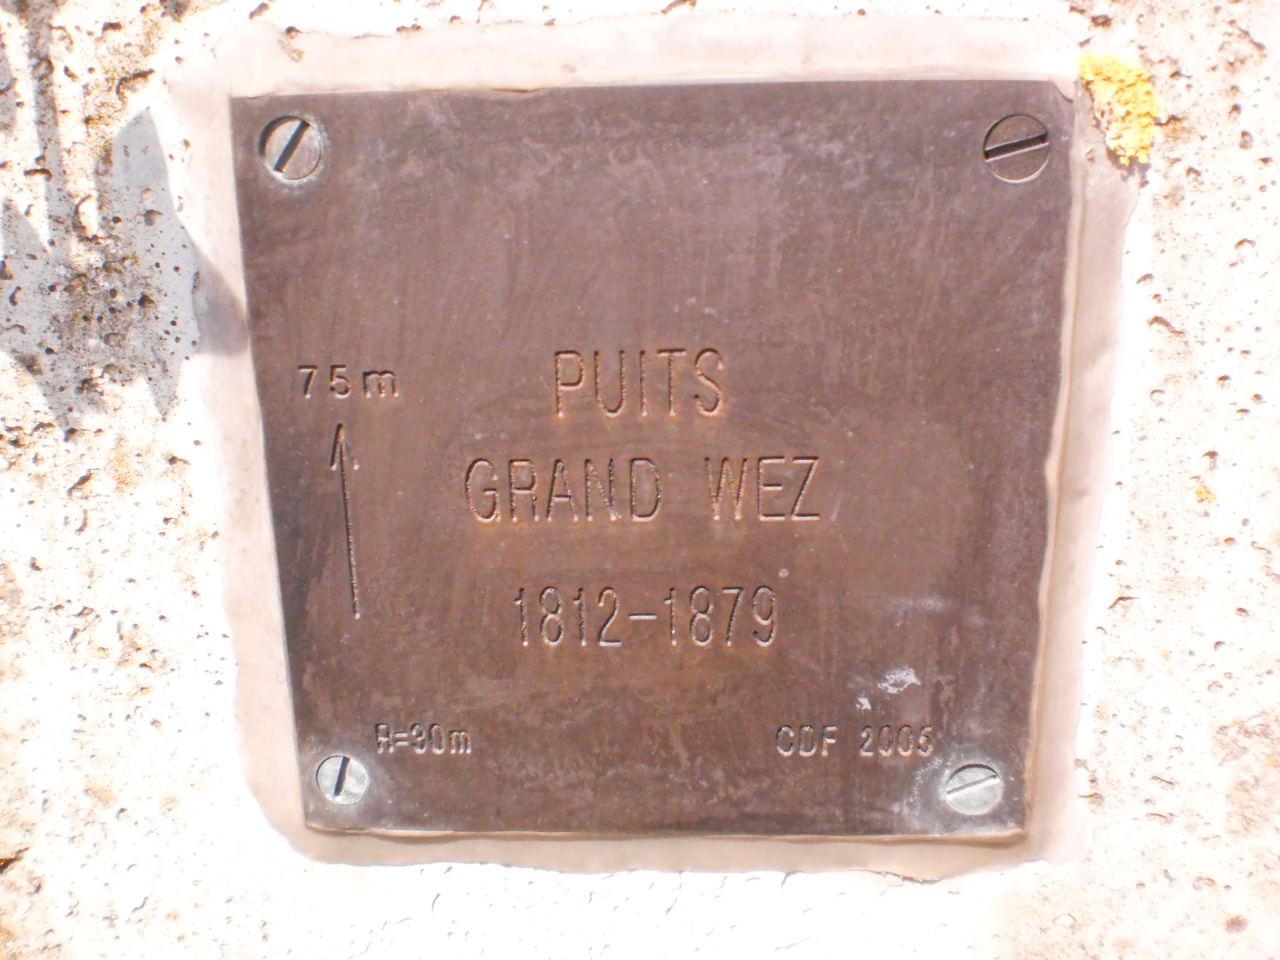 75m
PUITS
GRAND WEZ
1812-1879
R=30m
CDF 2005